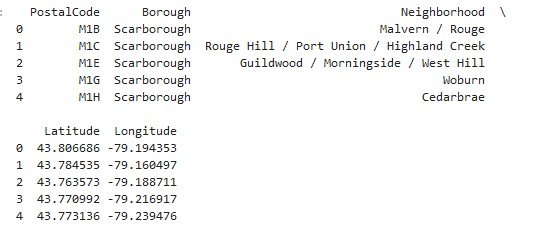 : PostalCode Borough Neighborhood \
0 M1B Scarborough Malvern / Rouge
1 M1C Scarborough Rouge Hill / Port Union / Highland Creek
2 M1E Scarborough Guildwood / Morningside / West Hill
3 M1G Scarborough Woburn
4 M1H Scarborough Cedarbrae
Latitude Longitude
0 43.806686 -79.194353
1 43.784535 -79.160497
2 43.763573 -79.188711
3 43.770992 -79.216917
4 43.773136 -79.239476